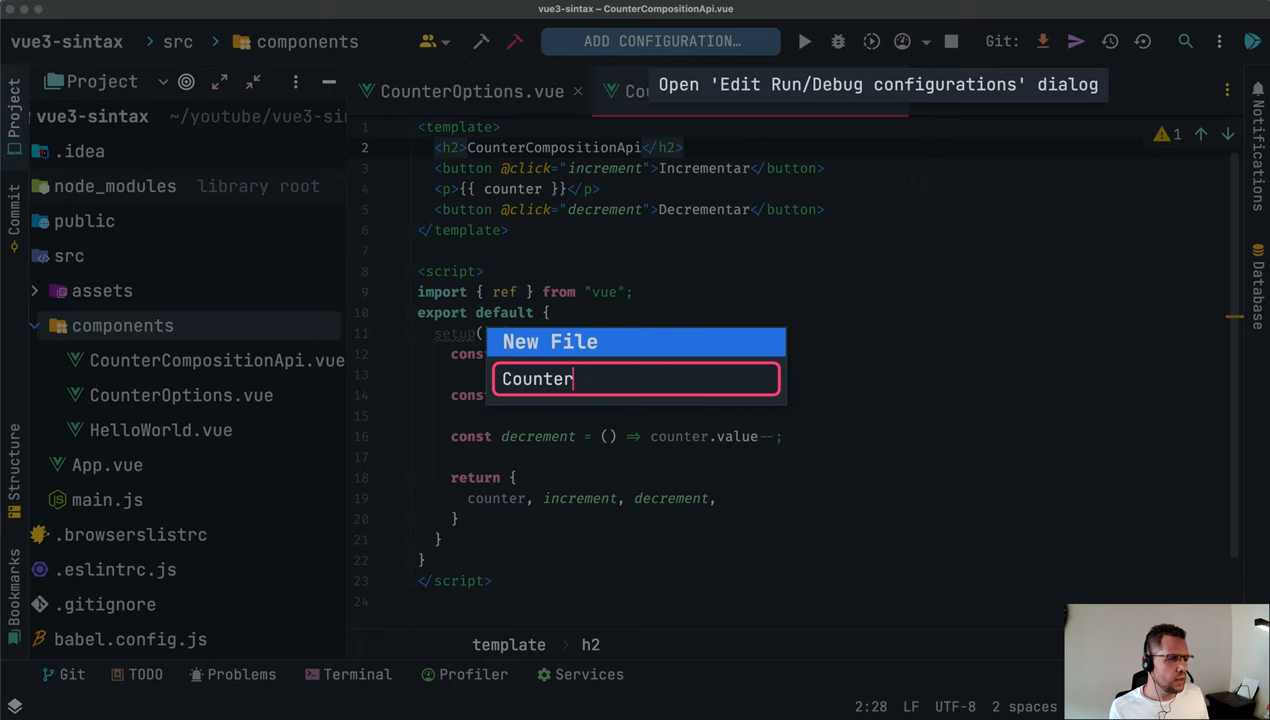 vue3-sintax – CounterCompositionApi.vue
vue3-sintax > src > components
ADD CONFIGURATION…
Git:
Project
CounterOptions.vue ×
Open 'Edit Run/Debug configurations' dialog
vue3-sintax ~/youtube/vue3-si
.idea
node_modules library root
public
src
assets
components
CounterCompositionApi.vue
CounterOptions.vue
HelloWorld.vue
App.vue
main.js
.browserslistrc
.eslintrc.js
.gitignore
babel.config.js
Project
Commit
Structure
Bookmarks
1 <template>
2 <h2>CounterCompositionApi</h2>
3 <button @click="increment">Incrementar</button>
4 <p>{{ counter }}</p>
5 <button @click="decrement">Decrementar</button>
6 </template>
7
8 <script>
9 import { ref } from "vue";
10 export default {
11 setup(
12 cons
14 cons
15
16 const decrement = () => counter.value--;
17
18 return {
19 counter, increment, decrement,
20 }
21 }
22 }
23 </script>
24
1
New File
Counter
Notifications
Database
template > h2
Git
TODO
Problems
Terminal
Profiler
Services
2:28 LF UTF-8 2 spaces